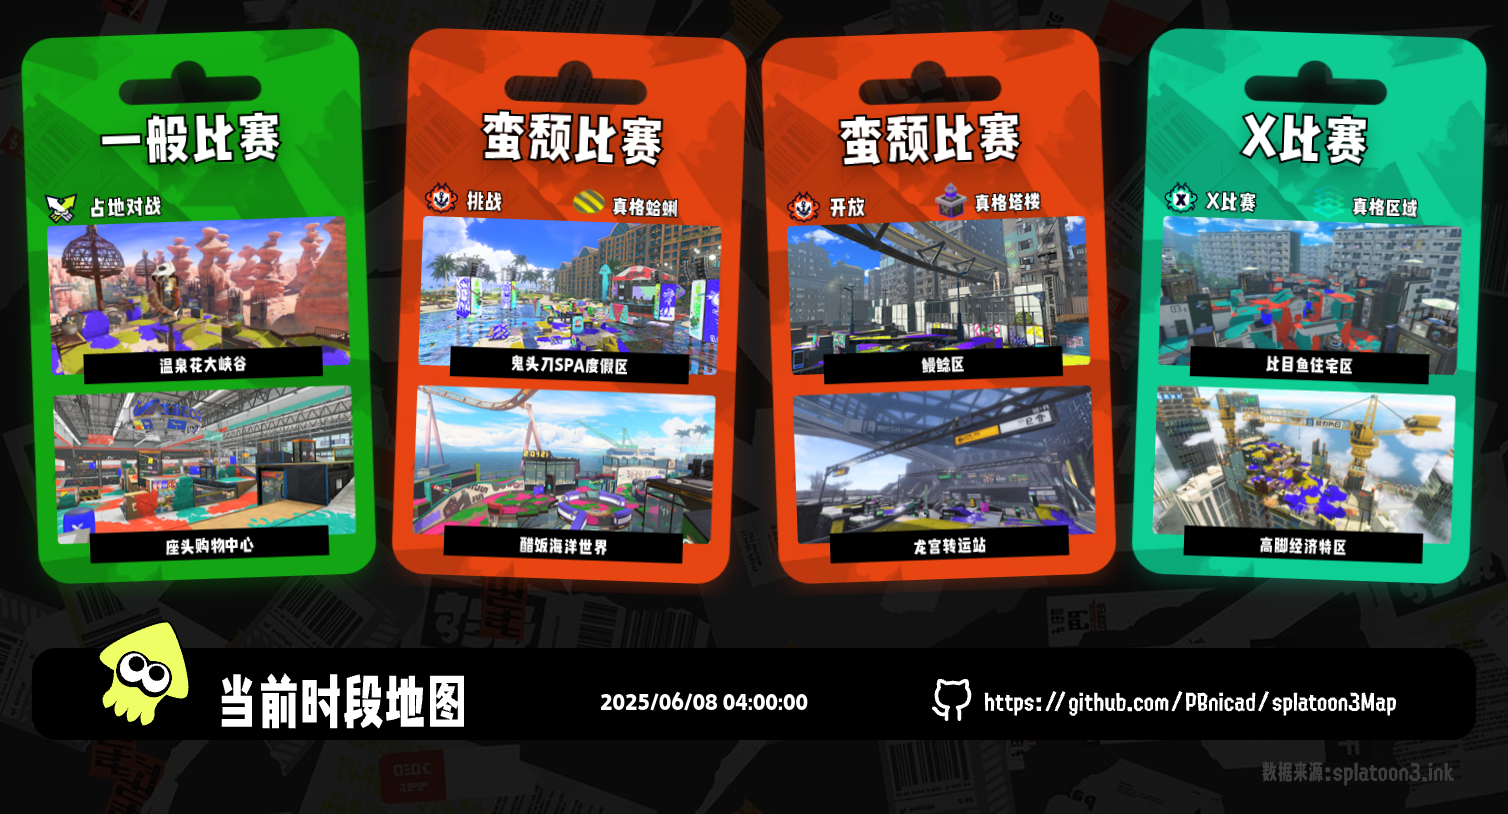 一般比赛
占地对战
温泉花大峡谷
座头购物中心
蛮颓比赛
挑战
真格蛤蜊
鬼头刀SPA度假区
醋饭海洋世界
蛮颓比赛
开放
真格塔楼
鳗鲶区
龙宫转运站
X比赛
X比赛
真格区域
比目鱼住宅区
高脚经济特区
当前时段地图
2025/06/08 04:00:00
https://github.com/PBnicad/splatoon3Map
数据来源:splatoon3.ink